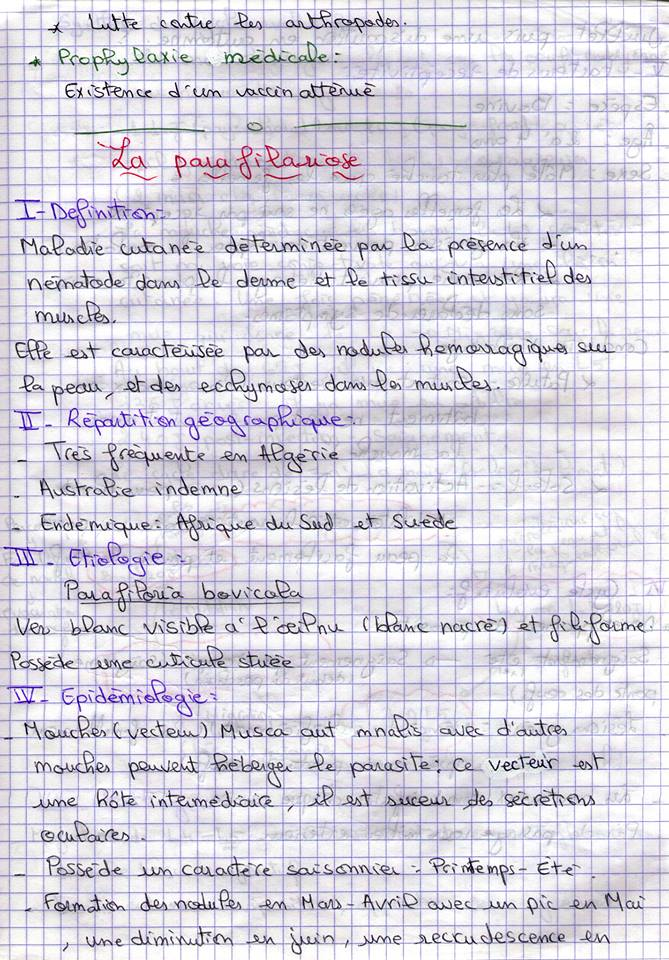 * Lutte contre les arthropodes.
* Prophylaxie médicale:
Existence d'un vaccin atténué
La parafilariose
I- Definition:
Maladie cutanée déterminée par la présence d'un
nématode dans le derme et le tissu interstitiel des
muscles.
Elle est caractérisée par des nodules hémorragiques sur
la peau, et des ecchymoses dans les muscles.
II- Répartition géographique:
- Très fréquente en Algérie
- Australie indemne
- Endémique: Afrique du Sud et Suède
III- Etiologie:
Parafilaria bovicola
Ver blanc visible à l'œil nu (blanc nacré) et filiforme.
Possède une cuticule striée
IV- Epidémiologie:
- Mouches (vecteur) Musca aut mnalis avec d'autres
mouches peuvent héberger le parasite: ce vecteur est
une hôte intermédiaire, il est suceur des sécrétions
oculaires.
- Possède un caractère saisonnier: Printemps-Eté.
- Formation des nodules en Mars-Avril avec un pic en Mai
, une diminution en juin, une reccrudescence en